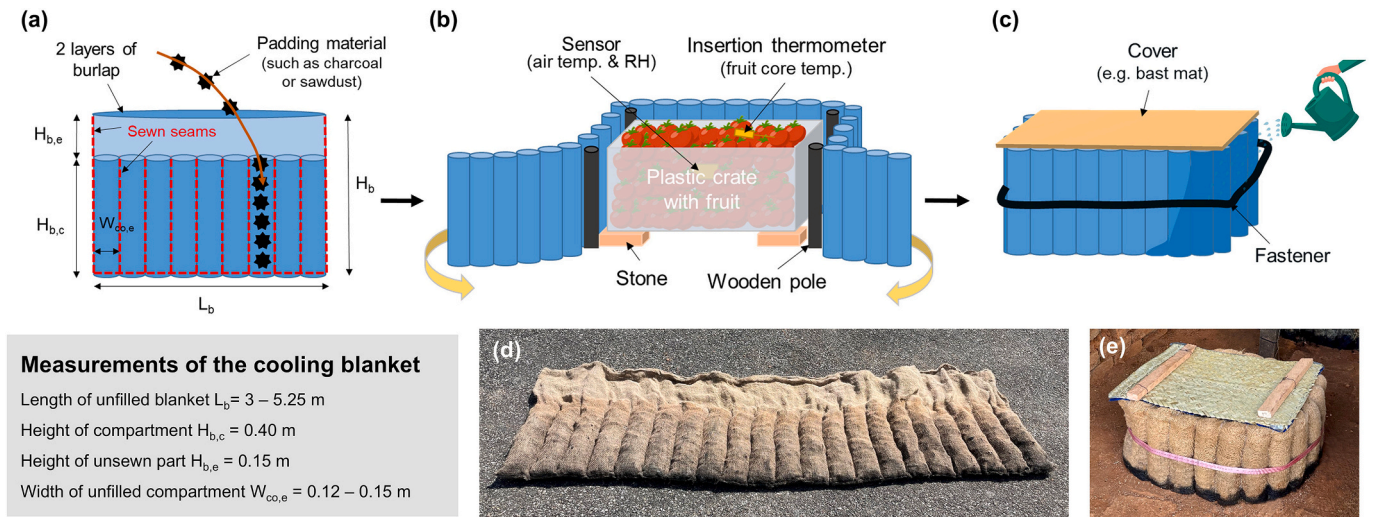 (a)
2 layers of
burlap
Padding material
(such as charcoal
or sawdust)
Sewn seams
H_b,e
H_b,c
H_b
W_co,e
L_b
(b)
Sensor
(air temp. & RH)
Insertion thermometer
(fruit core temp.)
Plastic crate
with fruit
Stone
Wooden pole
(c)
Cover
(e.g. bast mat)
Fastener
Measurements of the cooling blanket
Length of unfilled blanket L_b= 3 – 5.25 m
Height of compartment H_b,c = 0.40 m
Height of unsewn part H_b,e = 0.15 m
Width of unfilled compartment W_co,e = 0.12 – 0.15 m
(d)
(e)